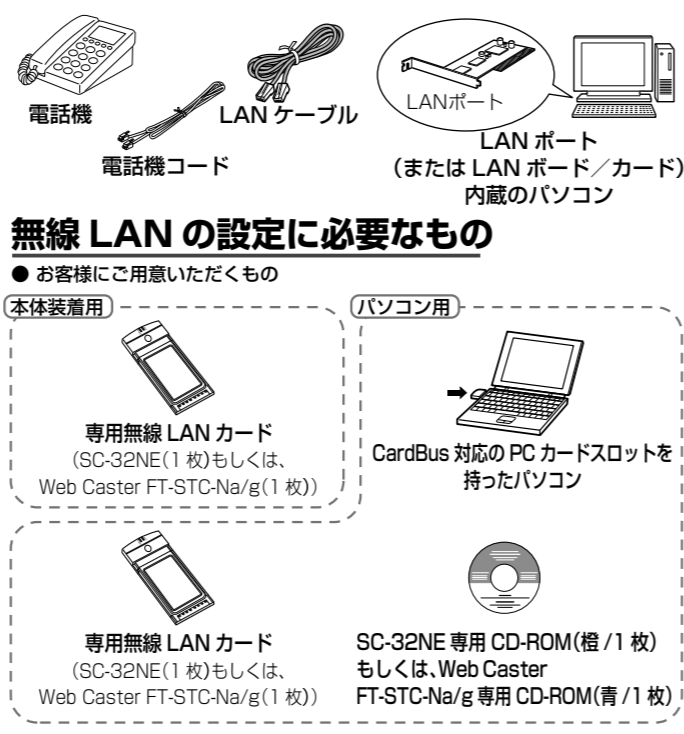 電話機
電話機コード
LAN ケーブル
LANポート
LAN ポート
（または LAN ボード／カード）
内蔵のパソコン
無線 LAN の設定に必要なもの
● お客様にご用意いただくもの
本体装着用
専用無線 LAN カード
（SC-32NE（1 枚）もしくは、
Web Caster FT-STC-Na/g（1 枚））
パソコン用
CardBus 対応の PC カードスロットを
持ったパソコン
専用無線 LAN カード
（SC-32NE（1 枚）もしくは、
Web Caster FT-STC-Na/g（1 枚））
SC-32NE 専用 CD-ROM（橙 /1 枚）
もしくは、Web Caster
FT-STC-Na/g 専用 CD-ROM（青 /1 枚）